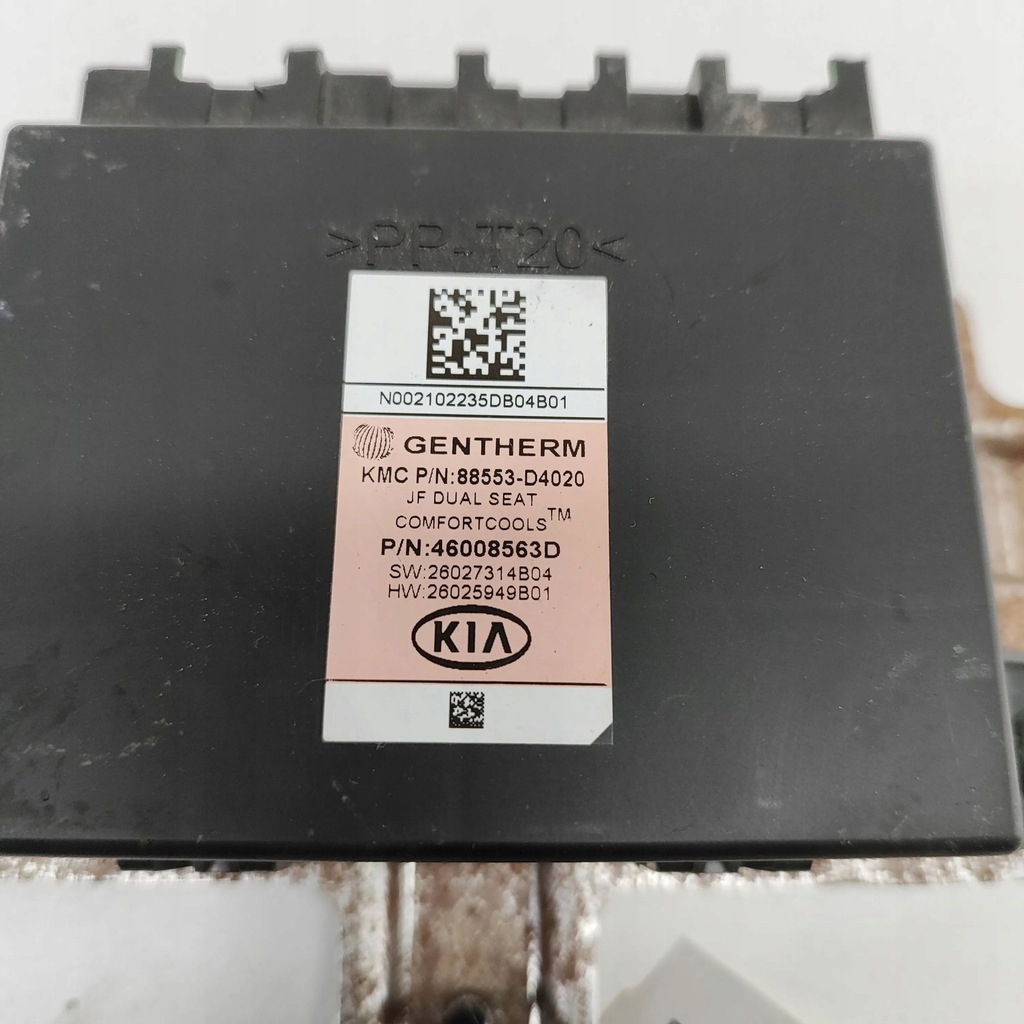 >PP-T20<
N002102235DB04B01
GENTHERM
KMC P/N:88553-D4020
JF DUAL SEAT
COMFORTCOOLS™
P/N:46008563D
SW:26027314B04
HW:26025949B01
KIA